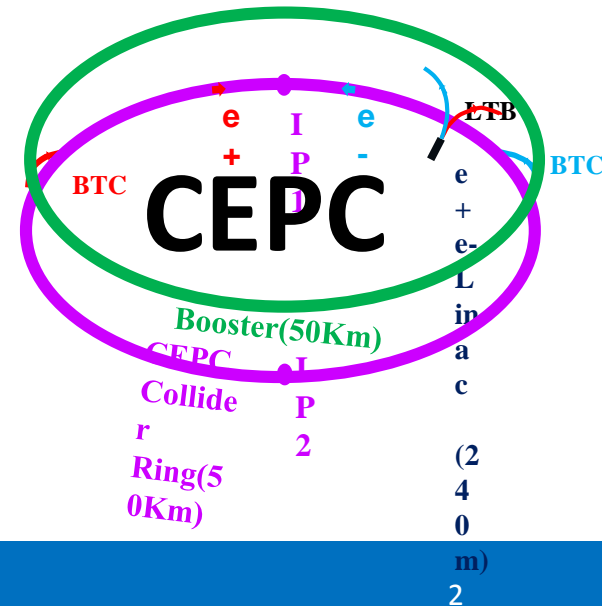 e
+
I
P
1
e
-
LTB
BTC
BTC
CEPC
e
+
e-
L
in
a
c
(2
4
0
m)
Booster(50Km)
CEPC
Collide
r
Ring(5
0Km)
I
P
2
2